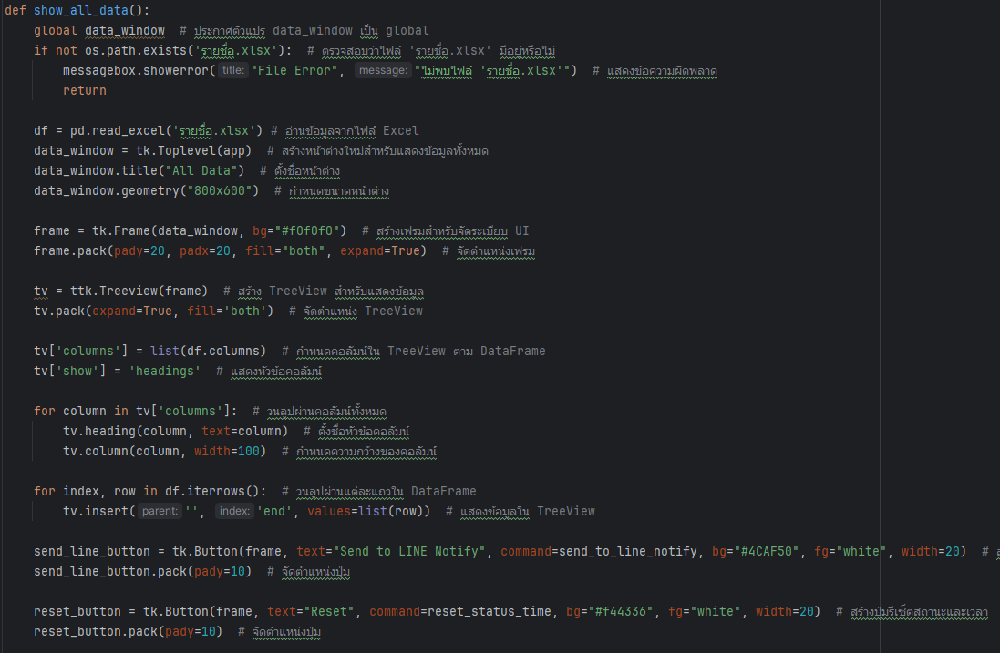 def show_all_data():
global data_window  # ประกาศตัวแปร data_window เป็น global
if not os.path.exists('รายชื่อ.xlsx'):  # ตรวจสอบว่าไฟล์ 'รายชื่อ.xlsx' มีอยู่หรือไม่
messagebox.showerror( title: "File Error", message: "ไม่พบไฟล์ 'รายชื่อ.xlsx'")  # แสดงข้อความผิดพลาด
return
df = pd.read_excel('รายชื่อ.xlsx') # อ่านข้อมูลจากไฟล์ Excel
data_window = tk.Toplevel(app)  # สร้างหน้าต่างใหม่สำหรับแสดงข้อมูลทั้งหมด
data_window.title("All Data")  # ตั้งชื่อหน้าต่าง
data_window.geometry("800x600")  # กำหนดขนาดหน้าต่าง
frame = tk.Frame(data_window, bg="#f0f0f0")  # สร้างเฟรมสำหรับจัดระเบียบ UI
frame.pack(pady=20, padx=20, fill="both", expand=True)  # จัดตำแหน่งเฟรม
tv = ttk.Treeview(frame)  # สร้าง TreeView สำหรับแสดงข้อมูล
tv.pack(expand=True, fill='both')  # จัดตำแหน่ง TreeView
tv['columns'] = list(df.columns)  # กำหนดคอลัมน์ใน TreeView ตาม DataFrame
tv['show'] = 'headings'  # แสดงหัวข้อคอลัมน์
for column in tv['columns']:  # วนลูปผ่านคอลัมน์ทั้งหมด
tv.heading(column, text=column)  # ตั้งชื่อหัวข้อคอลัมน์
tv.column(column, width=100)  # กำหนดความกว้างของคอลัมน์
for index, row in df.iterrows():  # วนลูปผ่านแต่ละแถวใน DataFrame
tv.insert( parent: '', index: 'end', values=list(row))  # แสดงข้อมูลใน TreeView
send_line_button = tk.Button(frame, text="Send to LINE Notify", command=send_to_line_notify, bg="#4CAF50", fg="white", width=20)  #
send_line_button.pack(pady=10)  # จัดตำแหน่งปุ่ม
reset_button = tk.Button(frame, text="Reset", command=reset_status_time, bg="#f44336", fg="white", width=20)  # สร้างปุ่มรีเซ็ตสถานะและเวลา
reset_button.pack(pady=10)  # จัดตำแหน่งปุ่ม